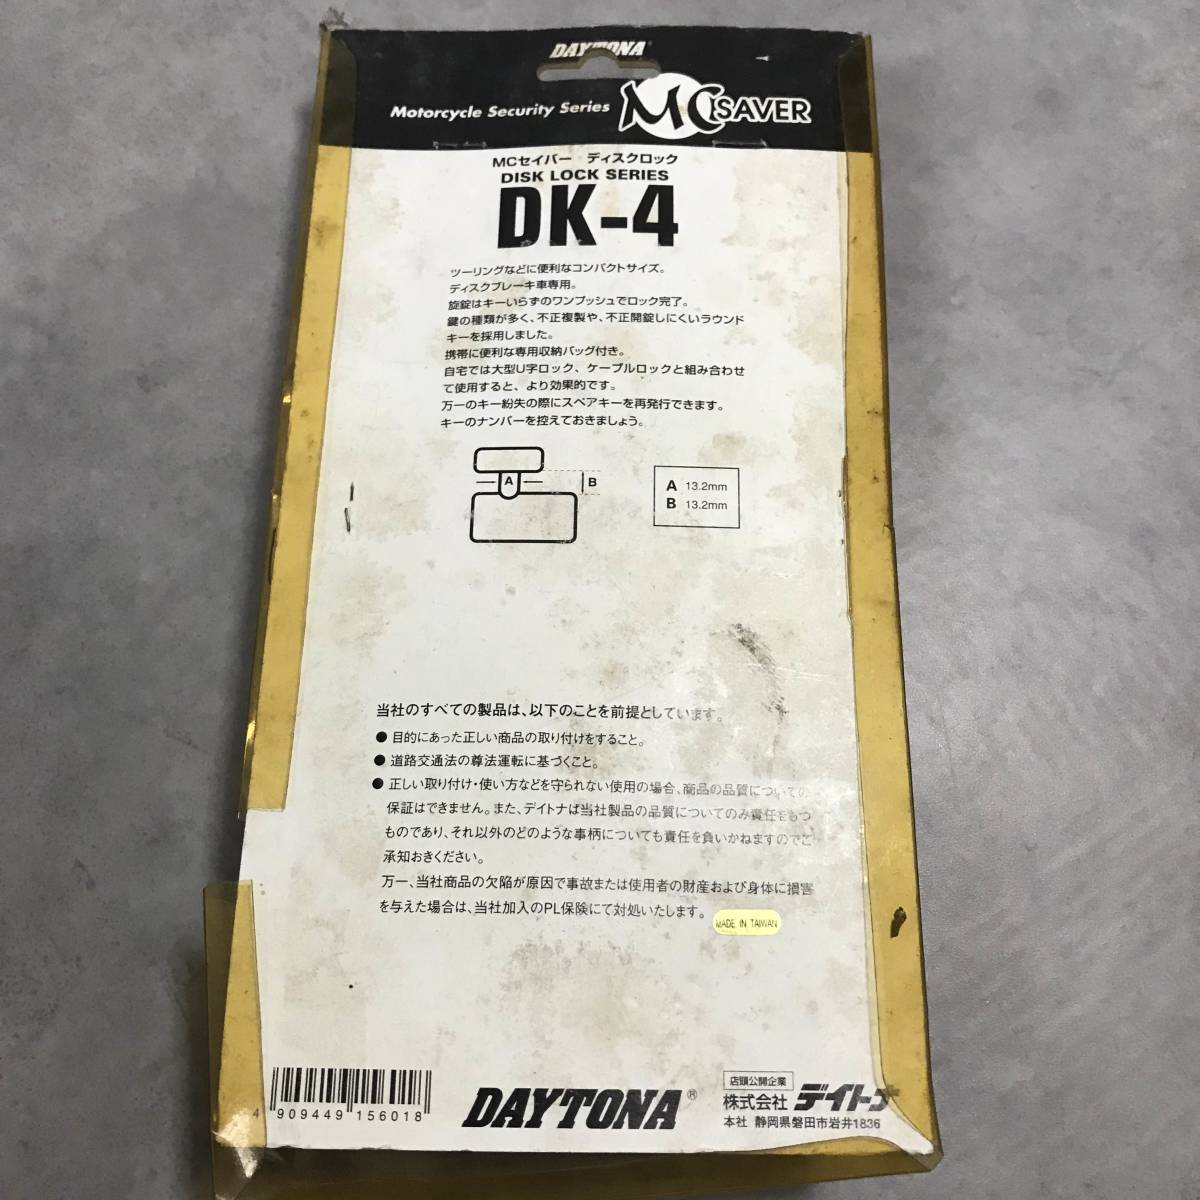 DAYTONA
Motorcycle Security Series MCSAVER
MCセイバー ディスクロック
DISK LOCK SERIES
DK-4
ツーリングなどに便利なコンパクトサイズ。
ディスクブレーキ車専用。
旋錠はキーいらずのワンプッシュでロック完了。
鍵の種類が多く、不正複製や、不正開錠しにくいラウンド
キーを採用しました。
携帯に便利な専用収納バッグ付き。
自宅では大型U字ロック、ケーブルロックと組み合わせ
て使用すると、より効果的です。
万一のキー紛失の際にスペアキーを再発行できます。
キーのナンバーを控えておきましょう。
A
B
A 13.2mm
B 13.2mm
当社のすべての製品は、以下のことを前提としています。
● 目的にあった正しい商品の取り付けをすること。
● 道路交通法の尊法運転に基づくこと。
● 正しい取り付け・使い方などを守られない使用の場合、商品の品質についての
保証はできません。また、デイトナは当社製品の品質についてのみ責任をもつ
ものであり、それ以外のどのような事柄についても責任を負いかねますのでご
承知おきください。
万一、当社商品の欠陥が原因で事故または使用者の財産および身体に損害
を与えた場合は、当社加入のPL保険にて対処いたします。
MADE IN TAIWAN
4 909449 156018
DAYTONA®
店頭公開企業
株式会社 デイトナ
本社 静岡県磐田市岩井1836